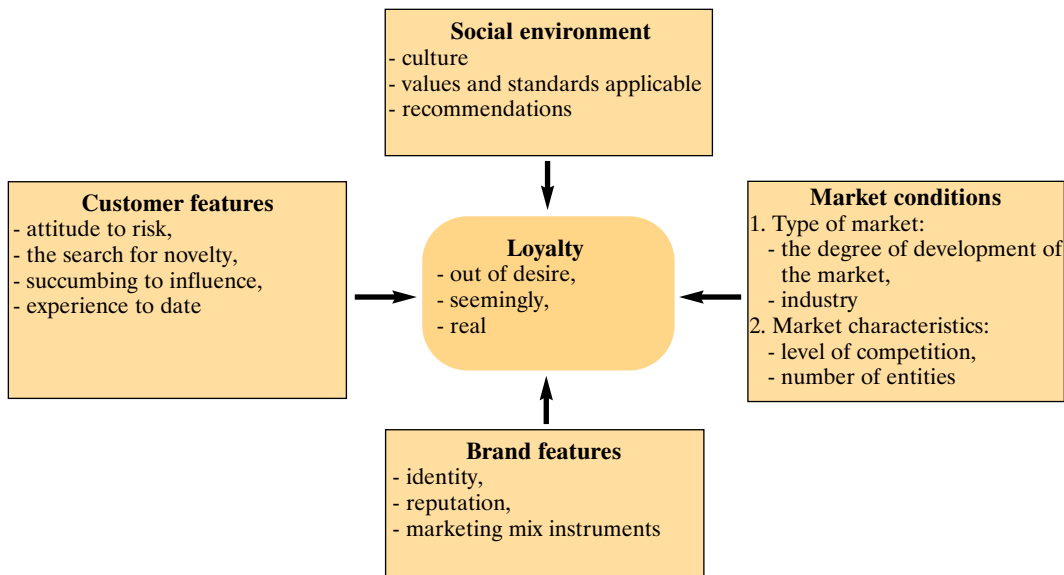 Social environment
- culture
- values and standards applicable
- recommendations
Customer features
- attitude to risk,
- the search for novelty,
- succumbing to influence,
- experience to date
Loyalty
- out of desire,
- seemingly,
- real
Market conditions
1. Type of market:
- the degree of development of
the market,
- industry
2. Market characteristics:
- level of competition,
- number of entities
Brand features
- identity,
- reputation,
- marketing mix instruments